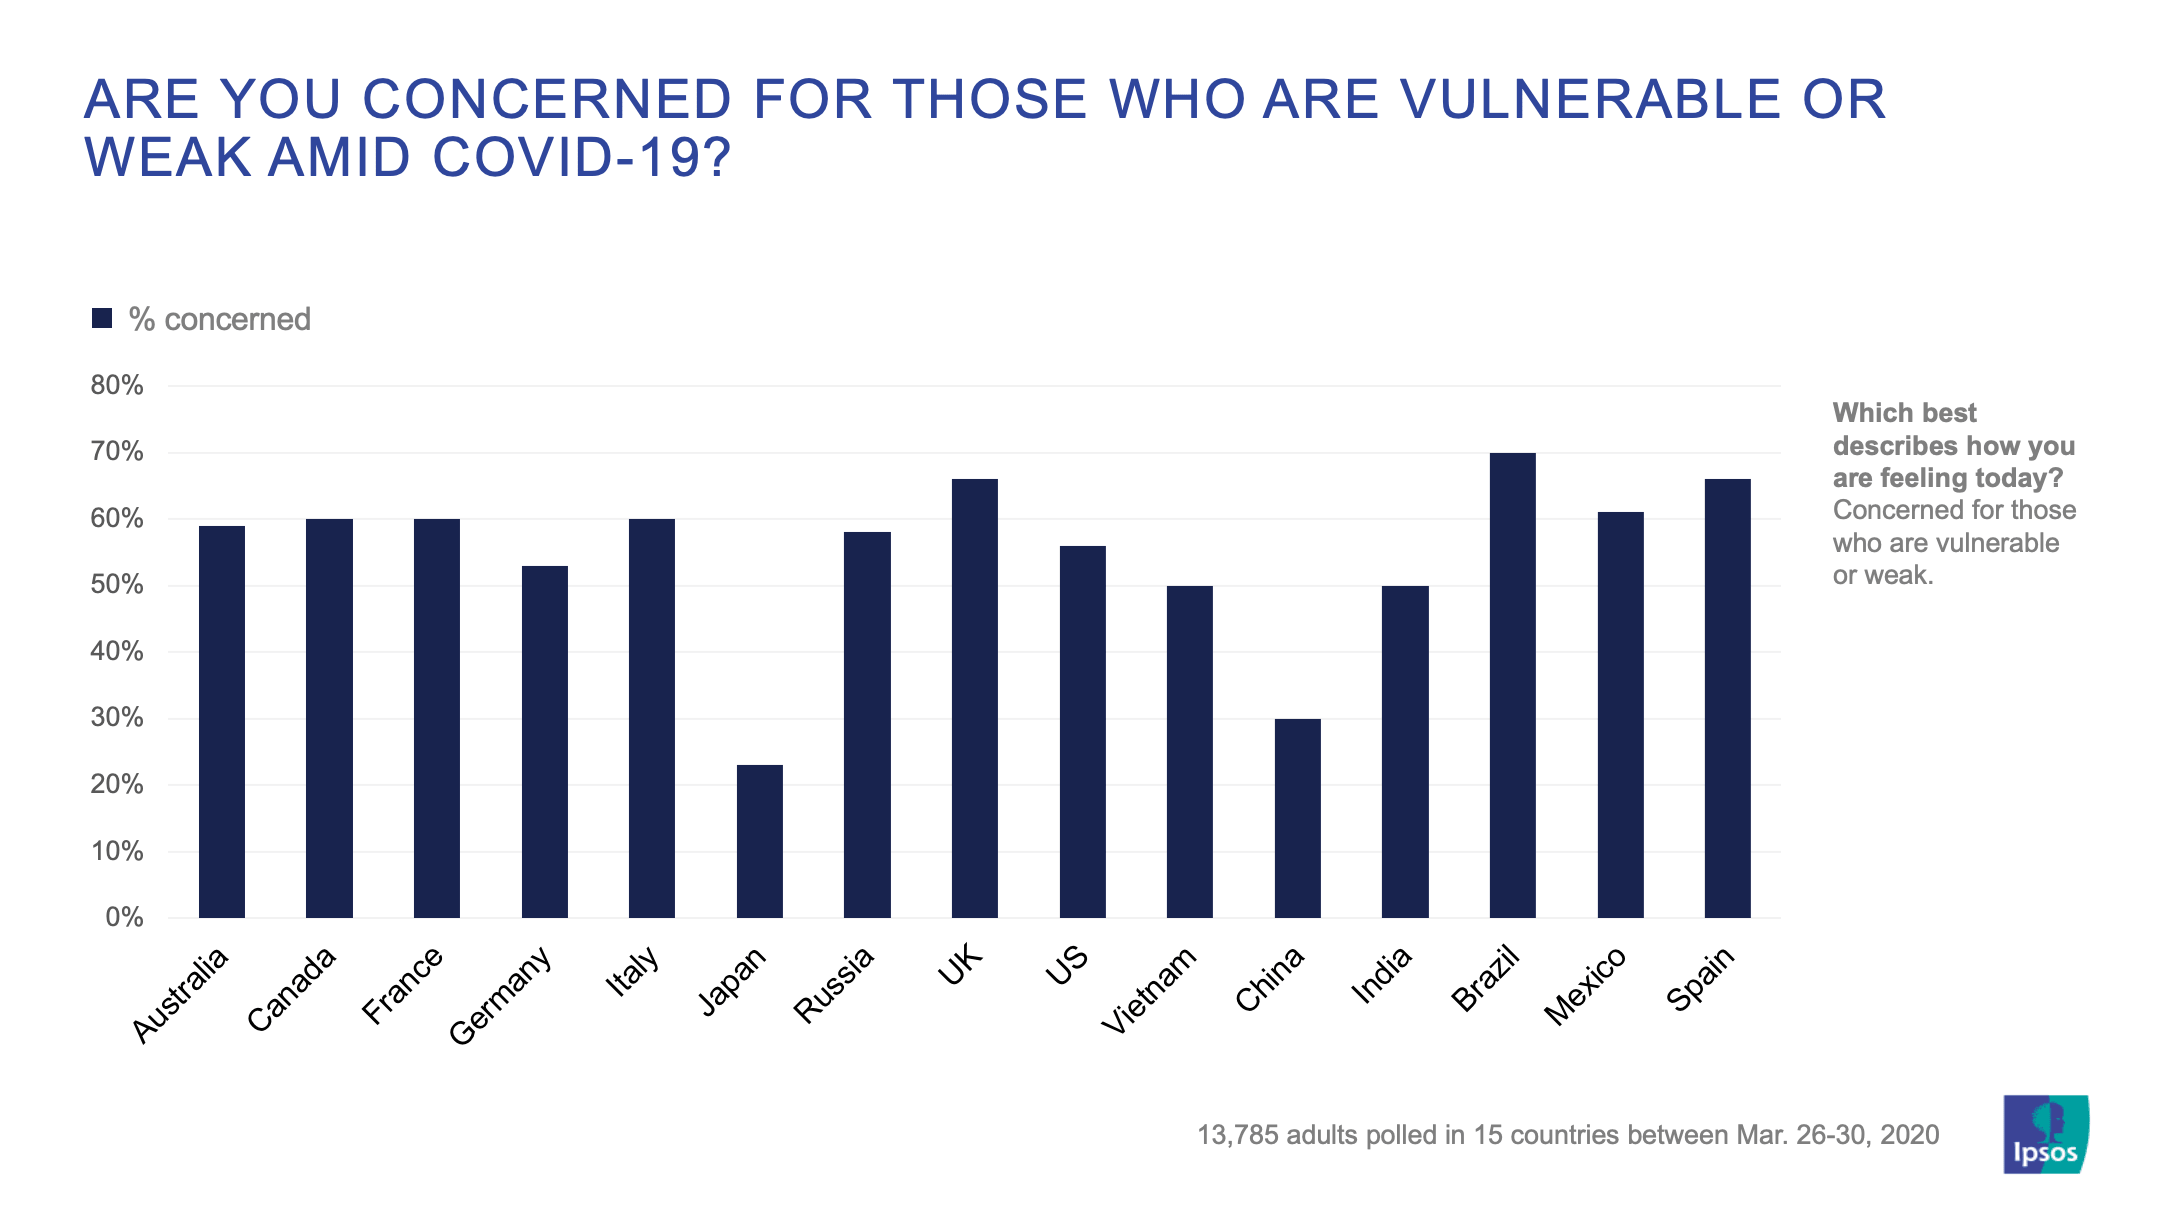 ARE YOU CONCERNED FOR THOSE WHO ARE VULNERABLE OR
WEAK AMID COVID-19?
% concerned
80%
70%
60%
50%
40%
30%
20%
10%
0%
Australia
Canada
France
Germany
Italy
Japan
Russia
UK
US
Vietnam
China
India
Brazil
Mexico
Spain
Which best
describes how you
are feeling today?
Concerned for those
who are vulnerable
or weak.
13,785 adults polled in 15 countries between Mar. 26-30, 2020
Ipsos